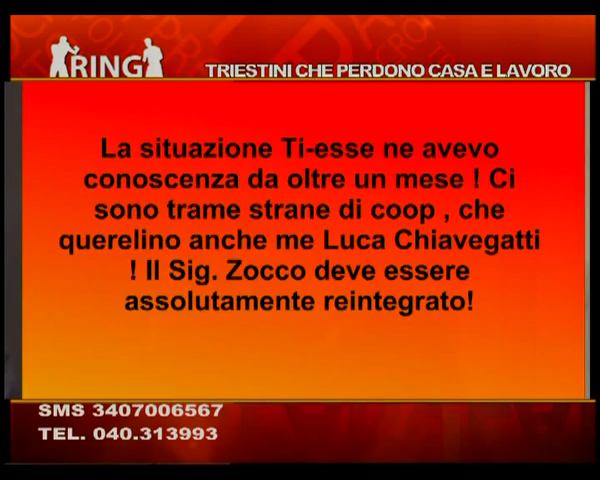 RING
TRIESTINI CHE PERDONO CASA E LAVORO
La situazione Ti-esse ne avevo
conoscenza da oltre un mese ! Ci
sono trame strane di coop , che
querelino anche me Luca Chiavegatti
! Il Sig. Zocco deve essere
assolutamente reintegrato!
SMS 3407006567
TEL. 040.313993